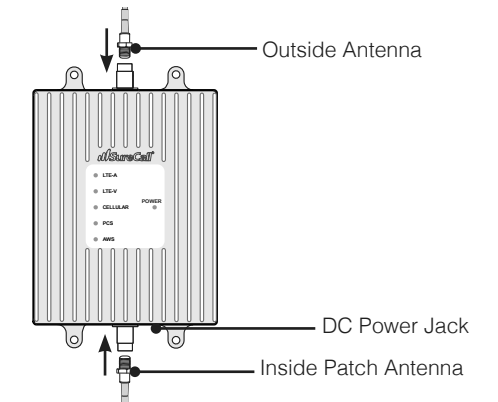 Outside Antenna
SureCall
LTE-A
LTE-V
CELLULAR
POWER
PCS
AWS
DC Power Jack
Inside Patch Antenna